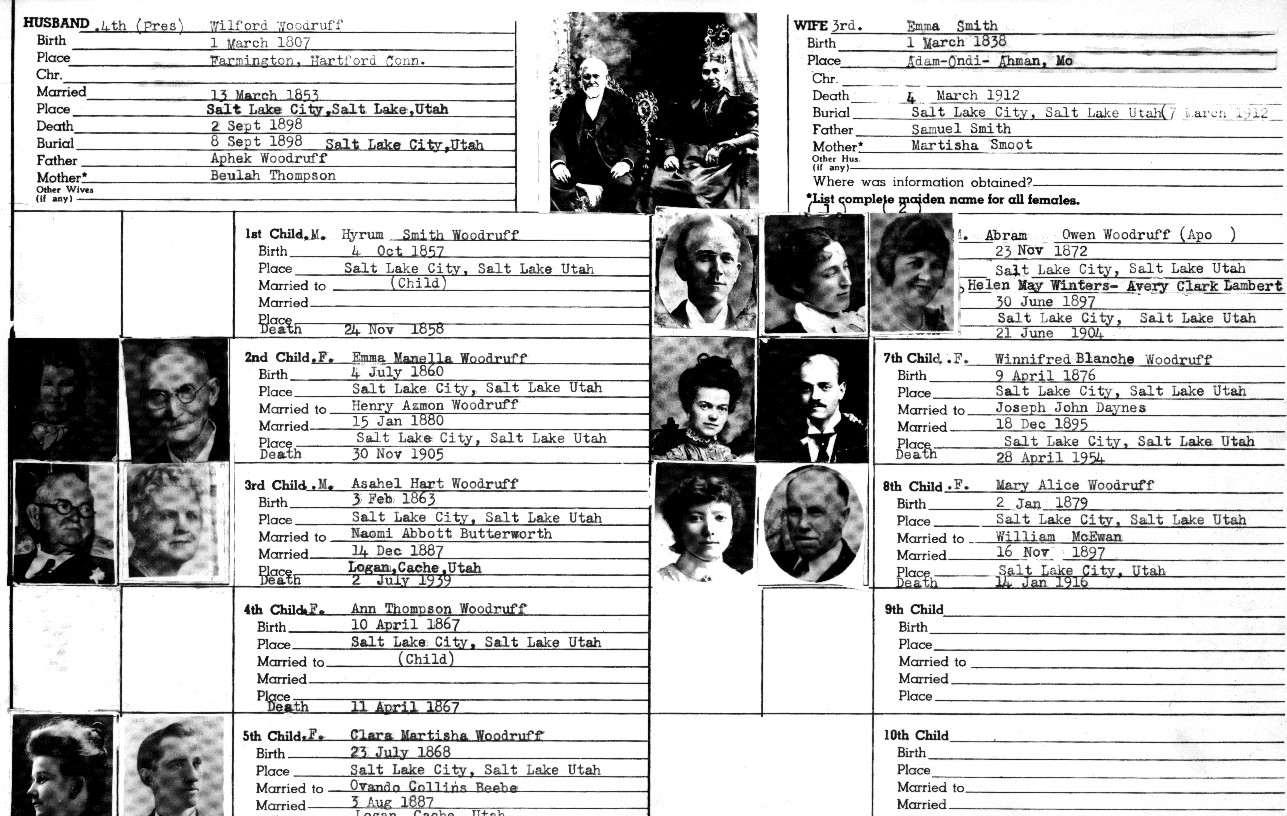 HUSBAND .4th (Pres) Wilford Woodruff
Birth 1 March 1807
Place Farmington, Hartford Conn.
Chr.
Married 13 March 1853
Place Salt Lake City,Salt Lake,Utah
Death 2 Sept 1898
Burial 8 Sept 1898 Salt Lake City,Utah
Father Aphek Woodruff
Mother* Beulah Thompson
Other Wives
(if any)
WIFE 3rd. Emma Smith
Birth 1 March 1838
Place Adam-Ondi- Ahman, Mo
Chr.
Death 4 March 1912
Burial Salt Lake City, Salt Lake Utah(7 March 1912
Father Samuel Smith
Mother* Martisha Smoot
Other Hus.
(if any)
Where was information obtained?
*List complete maiden name for all females.
(1) (2)
1st Child.M. Hyrum Smith Woodruff
Birth 4 Oct 1857
Place Salt Lake City, Salt Lake Utah
Married to (Child)
Married
Place
Death 24 Nov 1858
2nd Child.F. Emma Manella Woodruff
Birth 4 July 1860
Place Salt Lake City, Salt Lake Utah
Married to Henry Azmon Woodruff
Married 15 Jan 1880
Place Salt Lake City, Salt Lake Utah
Death 30 Nov 1905
3rd Child.M. Asahel Hart Woodruff
Birth 3 Feb 1863
Place Salt Lake City, Salt Lake Utah
Married to Naomi Abbott Butterworth
Married 14 Dec 1887
Place Logan,Cache,Utah
Death 2 July 1939
4th Child.F. Ann Thompson Woodruff
Birth 10 April 1867
Place Salt Lake City, Salt Lake Utah
Married to (Child)
Married
Place
Death 11 April 1867
5th Child.F. Clara Martisha Woodruff
Birth 23 July 1868
Place Salt Lake City, Salt Lake Utah
Married to Ovando Collins Beebe
Married 3 Aug 1887
Logan, Cache, Utah
M. Abram Owen Woodruff (Apo )
23 Nov 1872
Salt Lake City, Salt Lake Utah
Helen May Winters- Avery Clark Lambert
30 June 1897
Salt Lake City, Salt Lake Utah
21 June 1904
7th Child.F. Winnifred Blanche Woodruff
Birth 9 April 1876
Place Salt Lake City, Salt Lake Utah
Married to Joseph John Daynes
Married 18 Dec 1895
Place Salt Lake City, Salt Lake Utah
Death 28 April 1954
8th Child.F. Mary Alice Woodruff
Birth 2 Jan 1879
Place Salt Lake City, Salt Lake Utah
Married to William McEwan
Married 16 Nov 1897
Place Salt Lake City, Utah
Death 14 Jan 1916
9th Child
Birth
Place
Married to
Married
Place
10th Child
Birth
Place
Married to
Married